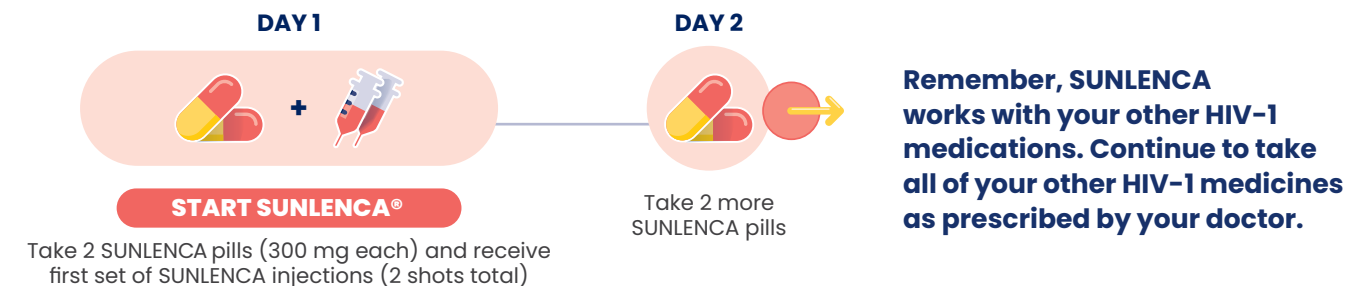 DAY 1
START SUNLENCA®
Take 2 SUNLENCA pills (300 mg each) and receive
first set of SUNLENCA injections (2 shots total)
DAY 2
Take 2 more
SUNLENCA pills
Remember, SUNLENCA
works with your other HIV-1
medications. Continue to take
all of your other HIV-1 medicines
as prescribed by your doctor.